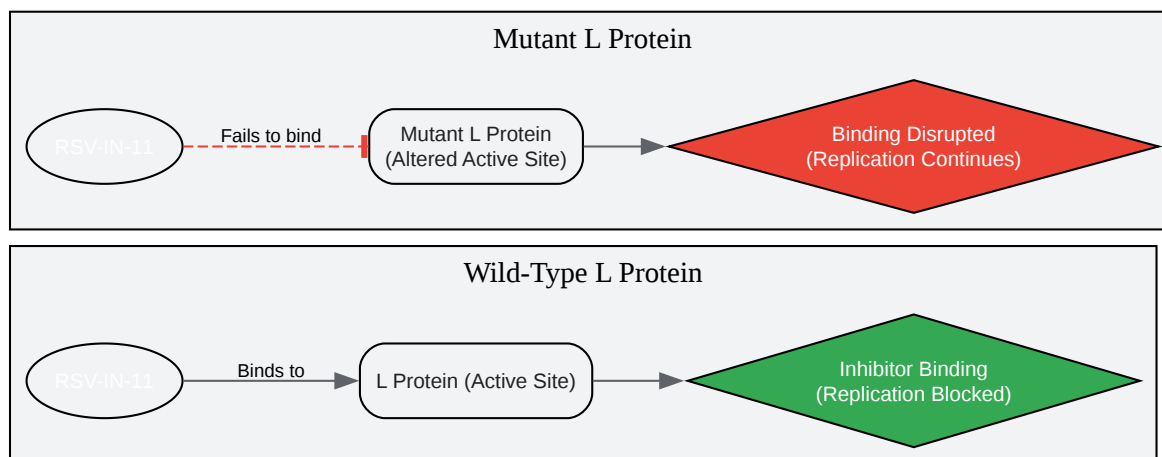 Mutant L Protein
RSV-IN-11
Fails to bind
Mutant L Protein
(Altered Active Site)
Binding Disrupted
(Replication Continues)
Wild-Type L Protein
RSV-IN-11
Binds to
L Protein (Active Site)
Inhibitor Binding
(Replication Blocked)